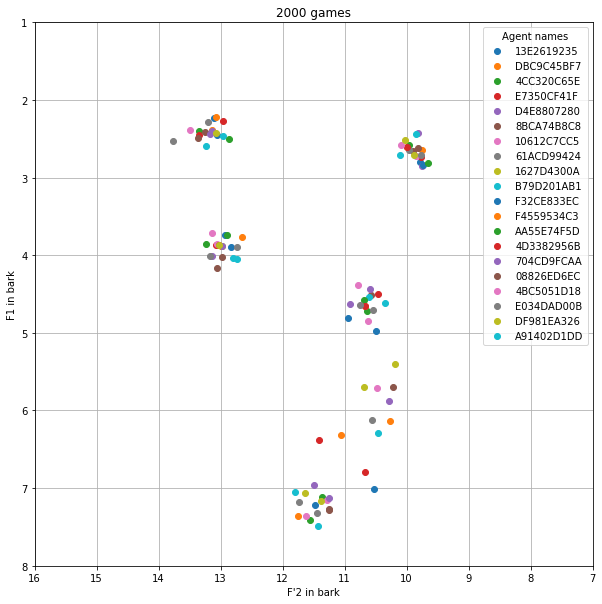 2000 games
1
2
3
4
5
6
7
8
F1 in bark
16 15 14 13 12 11 10 9 8 7
F'2 in bark
Agent names
13E2619235
DBC9C45BF7
4CC320C65E
E7350CF41F
D4E8807280
8BCA74B8C8
10612C7CC5
61ACD99424
1627D4300A
B79D201AB1
F32CE833EC
F4559534C3
AA55E74F5D
4D3382956B
704CD9FCAA
08826ED6EC
4BC5051D18
E034DAD00B
DF981EA326
A91402D1DD